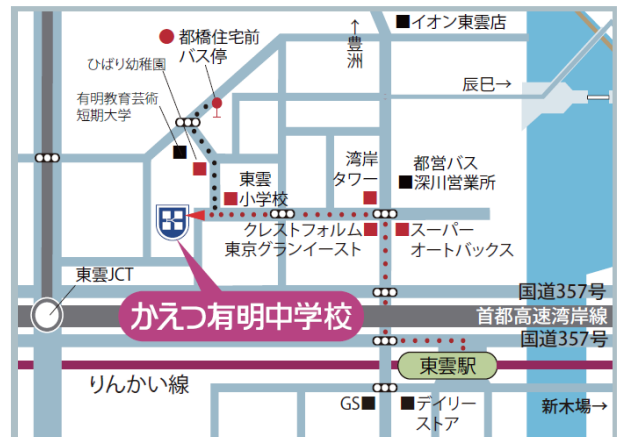 ↑豊洲
■イオン東雲店
●都橋住宅前
バス停
ひばり幼稚園
辰巳→
有明教育芸術
短期大学
東雲
小学校
湾岸
タワー
都営バス
深川営業所
クレストフォルム
東京グランイースト
スーパー
オートバックス
東雲JCT
かえつ有明中学校
国道357号
首都高速湾岸線
国道357号
東雲駅
りんかい線
GS■
デイリー
ストア
新木場→